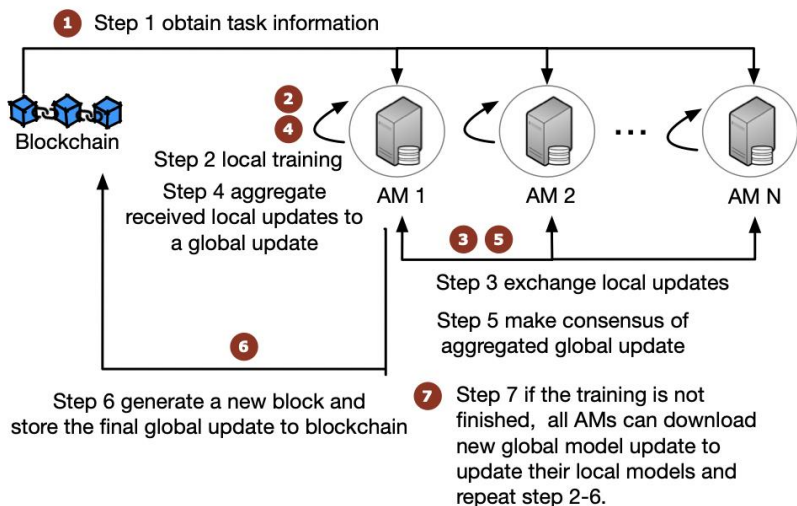 1 Step 1 obtain task information
Blockchain
2
4
Step 2 local training
Step 4 aggregate
received local updates to
a global update
AM 1
AM 2
...
AM N
3 5
Step 3 exchange local updates
Step 5 make consensus of
aggregated global update
6
Step 6 generate a new block and
store the final global update to blockchain
7 Step 7 if the training is not
finished, all AMs can download
new global model update to
update their local models and
repeat step 2-6.